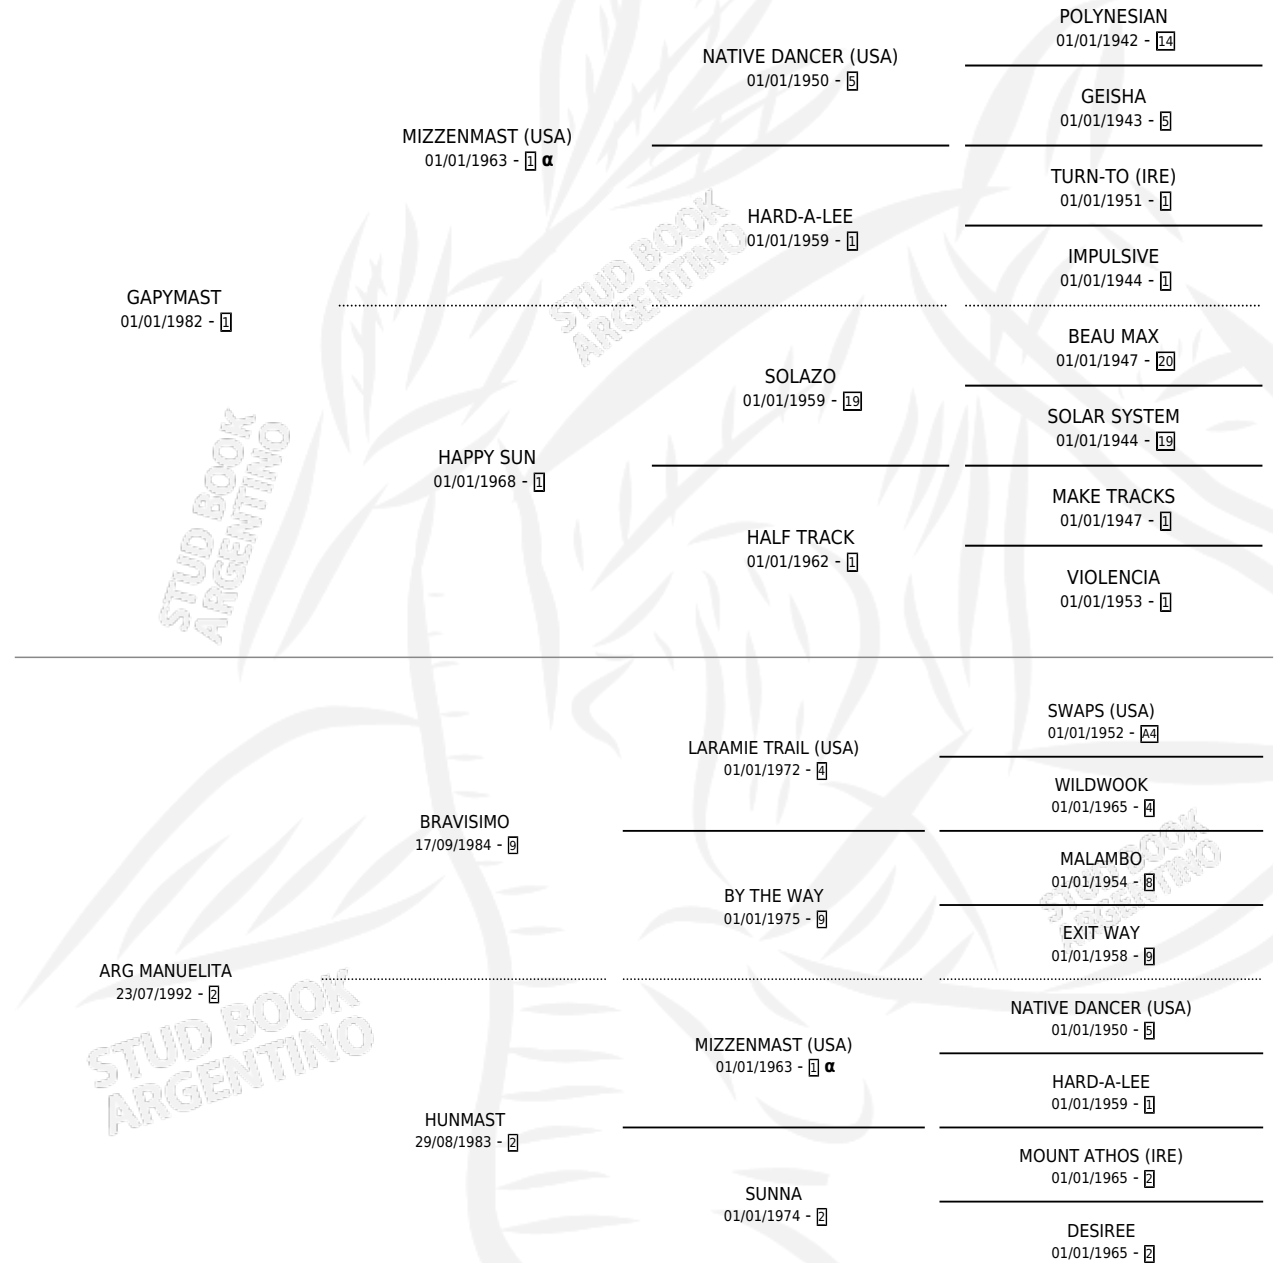 POLYNESIAN
01/01/1942 - 14
NATIVE DANCER (USA)
01/01/1950 - 5
GEISHA
01/01/1943 - 5
MIZZENMAST (USA)
01/01/1963 - 1 α
TURN-TO (IRE)
01/01/1951 - 1
HARD-A-LEE
01/01/1959 - 1
IMPULSIVE
01/01/1944 - 1
GAPYMAST
01/01/1982 - 1
BEAU MAX
01/01/1947 - 20
SOLAZO
01/01/1959 - 19
SOLAR SYSTEM
01/01/1944 - 19
HAPPY SUN
01/01/1968 - 1
MAKE TRACKS
01/01/1947 - 1
HALF TRACK
01/01/1962 - 1
VIOLENCIA
01/01/1953 - 1
STUD BOOK
ARGENTINO
STUD BOOK
ARGENTINO
SWAPS (USA)
01/01/1952 - A4
LARAMIE TRAIL (USA)
01/01/1972 - 4
WILDWOOK
01/01/1965 - 4
BRAVISIMO
17/09/1984 - 9
MALAMBO
01/01/1954 - 8
BY THE WAY
01/01/1975 - 9
EXIT WAY
01/01/1958 - 9
STUD BOOK
ARGENTINO
ARG MANUELITA
23/07/1992 - 2
NATIVE DANCER (USA)
01/01/1950 - 5
MIZZENMAST (USA)
01/01/1963 - 1 α
HARD-A-LEE
01/01/1959 - 1
HUNMAST
29/08/1983 - 2
MOUNT ATHOS (IRE)
01/01/1965 - 2
SUNNA
01/01/1974 - 2
DESIREE
01/01/1965 - 2
STUD BOOK
ARGENTINO